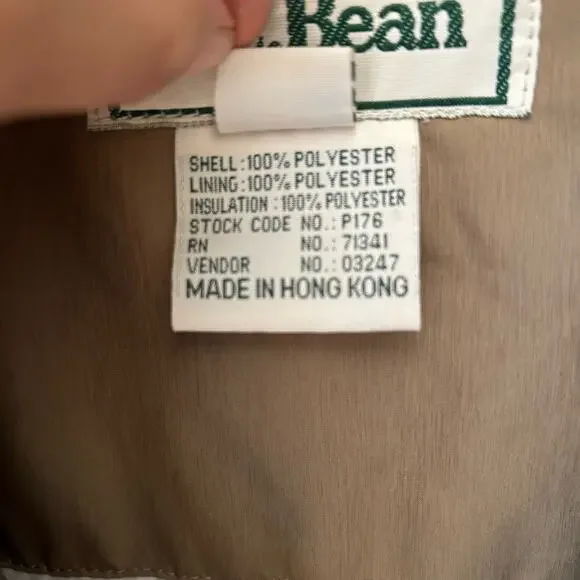 Bean
SHELL:100% POLYESTER
LINING:100% POLYESTER
INSULATION:100% POLYESTER
STOCK CODE NO.: P176
RN NO.: 71341
VENDOR NO.: 03247
MADE IN HONG KONG